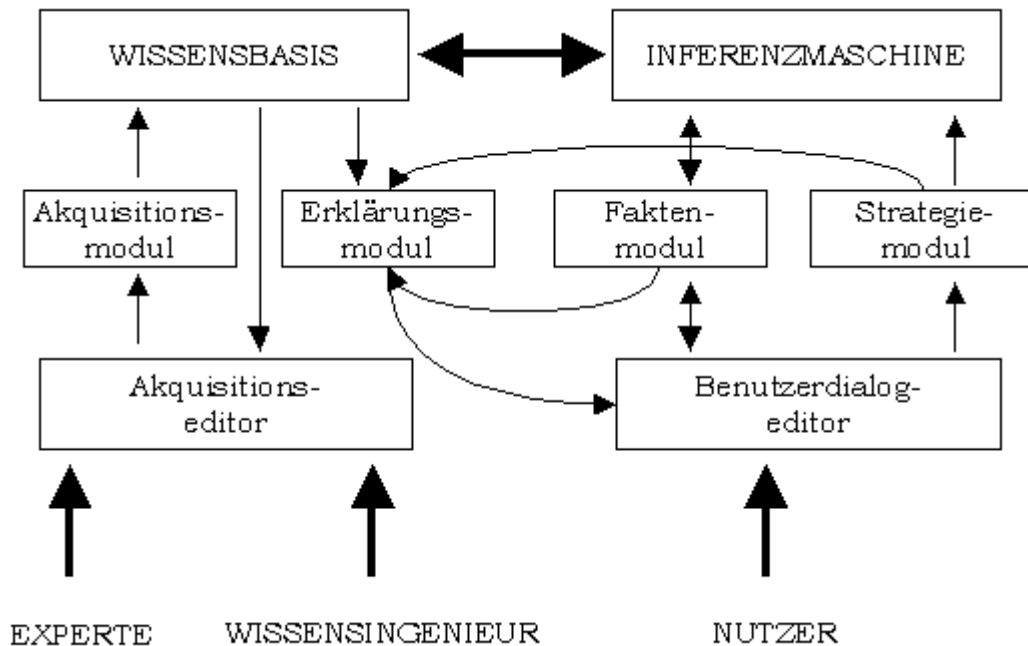 WISSENSBASIS
INFERENZMASCHINE
Akquisitions-
modul
Erklärungs-
modul
Fakten-
modul
Strategie-
modul
Akquisitions-
editor
Benutzerdialog-
editor
EXPERTE
WISSENSINGENIEUR
NUTZER